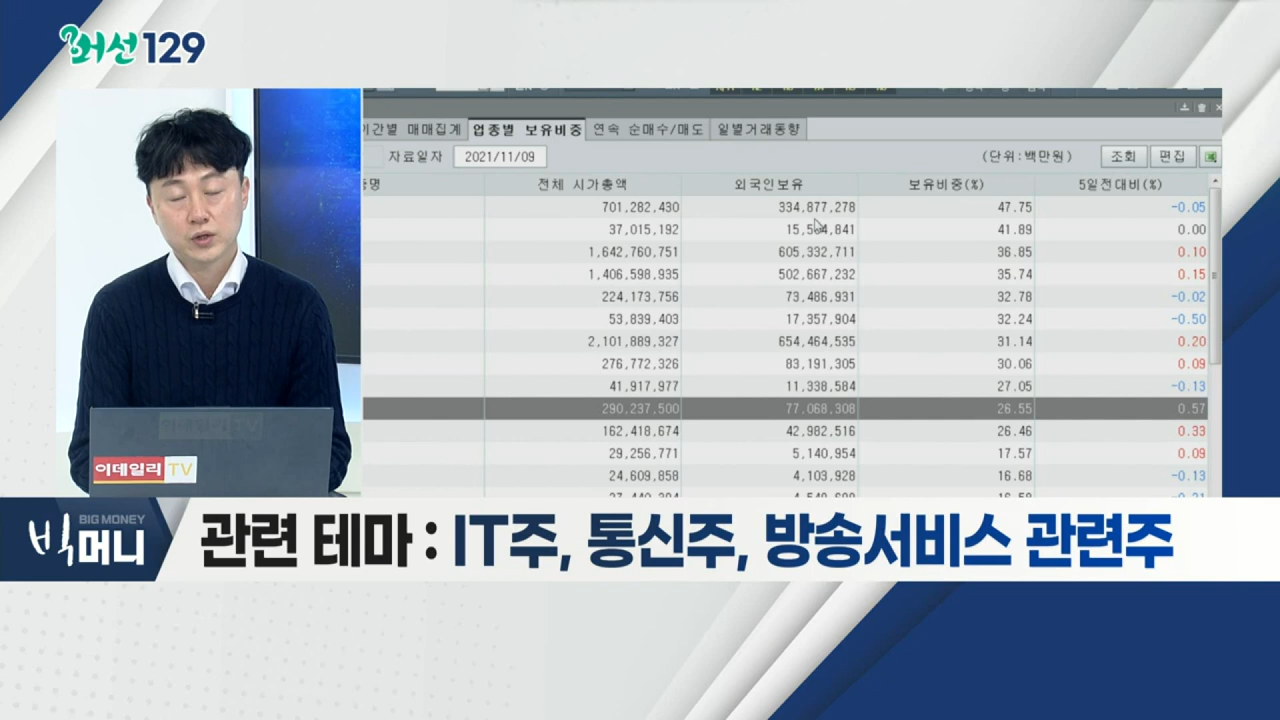 머선129
기간별 매매집계 업종별 보유비중 연속 순매수/매도 일별거래동향
자료일자 2021/11/09 (단위:백만원) 조회 편집
종명 전체 시가총액 외국인보유 보유비중(%) 5일전대비(%)
701,282,430 334,877,278 47.75 -0.05
37,015,192 41.89 0.00
1,642,760,751 605,332,711 36.85 0.10
1,406,598,935 502,667,232 35.74 0.15
224,173,756 73,486,931 32.78 -0.02
53,839,403 17,357,904 32.24 -0.50
2,101,889,327 654,464,535 31.14 0.20
276,772,326 83,191,305 30.06 0.09
41,917,977 11,338,584 27.05 -0.13
290,237,500 77,068,308 26.55 0.57
162,418,674 42,982,516 26.46 0.33
29,256,771 5,140,954 17.57 0.09
24,609,858 4,103,928 16.68 -0.13
이데일리TV
이데일리 TV
BIG MONEY
빅머니
관련 테마 : IT주, 통신주, 방송서비스 관련주